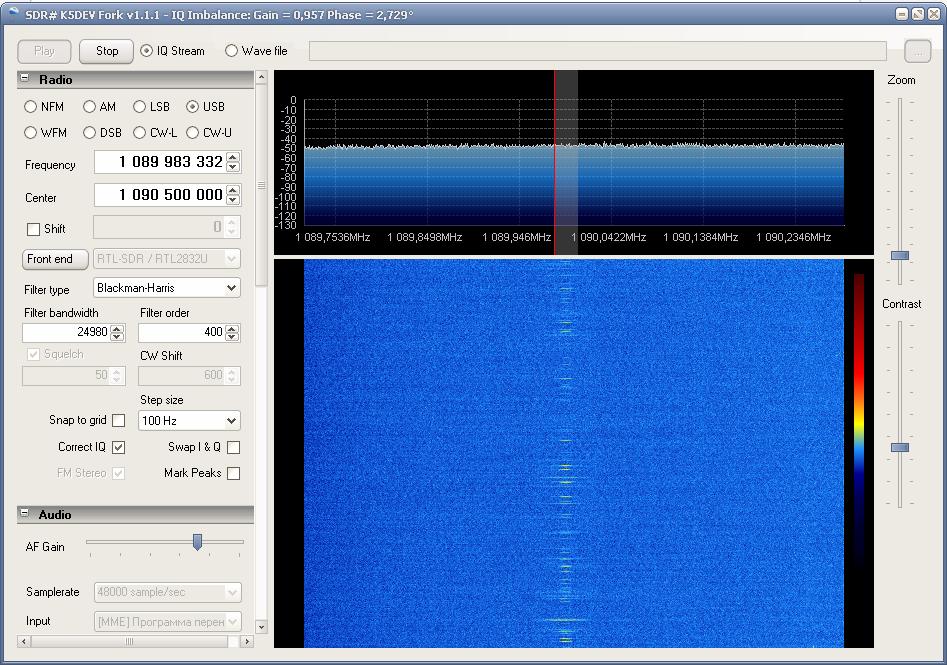 SDR# K5DEV Fork v1.1.1 - IQ Imbalance: Gain = 0,957 Phase = 2,729°
Play Stop IQ Stream Wave file ...
Radio
NFM AM LSB USB
WFM DSB CW-L CW-U
Frequency 1 089 983 332
Center 1 090 500 000
Shift 0
Front end RTL-SDR / RTL2832U
Filter type Blackman-Harris
Filter bandwidth Filter order
24980 400
Squelch CW Shift
50 600
Step size
Snap to grid 100 Hz
Correct IQ Swap I & Q
FM Stereo Mark Peaks
Audio
AF Gain
Samplerate 48000 sample/sec
Input [MME] Программа перен
0
-10
-20
-30
-40
-50
-60
-70
-80
-90
-100
-110
-120
-130
1 089,7536MHz 1 089,8498MHz 1 089,946MHz 1 090,0422MHz 1 090,1384MHz 1 090,2346MHz
Zoom
Contrast